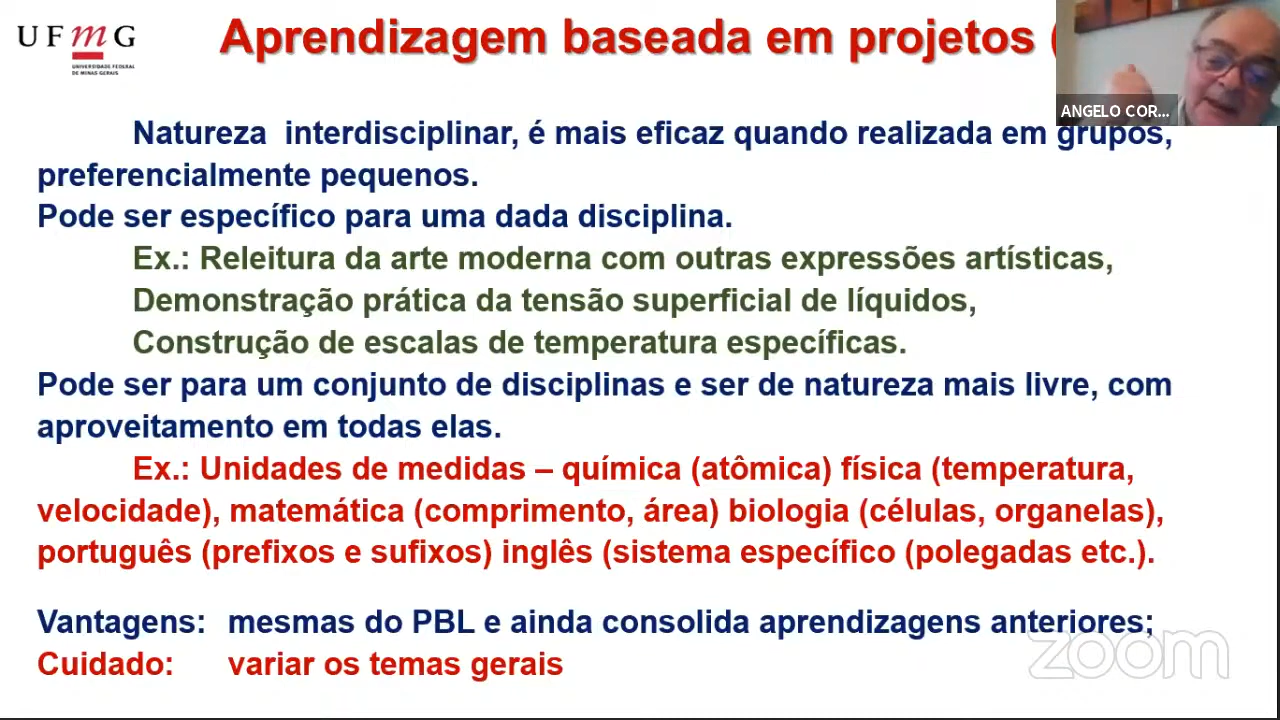 UFMG
UNIVERSIDADE FEDERAL
DE MINAS GERAIS
Aprendizagem baseada em projetos (
ANGELO COR...
Natureza interdisciplinar, é mais eficaz quando realizada em grupos,
preferencialmente pequenos.
Pode ser específico para uma dada disciplina.
Ex.: Releitura da arte moderna com outras expressões artísticas,
Demonstração prática da tensão superficial de líquidos,
Construção de escalas de temperatura específicas.
Pode ser para um conjunto de disciplinas e ser de natureza mais livre, com
aproveitamento em todas elas.
Ex.: Unidades de medidas – química (atômica) física (temperatura,
velocidade), matemática (comprimento, área) biologia (células, organelas),
português (prefixos e sufixos) inglês (sistema específico (polegadas etc.).
Vantagens: mesmas do PBL e ainda consolida aprendizagens anteriores;
Cuidado: variar os temas gerais
zoom